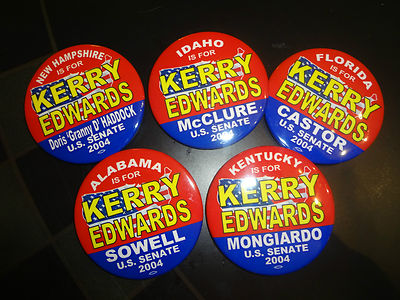 NEW HAMPSHIRE
IS FOR
KERRY
EDWARDS
Doris 'Granny D' HADDOCK
U.S. SENATE
2004
IDAHO
IS FOR
KERRY
EDWARDS
McCLURE
U.S. SENATE
2004
FLORIDA
IS FOR
KERRY
EDWARDS
CASTOR
U.S. SENATE
2004
ALABAMA
IS FOR
KERRY
EDWARDS
SOWELL
U.S. SENATE
2004
KENTUCKY
IS FOR
KERRY
EDWARDS
MONGIARDO
U.S. SENATE
2004